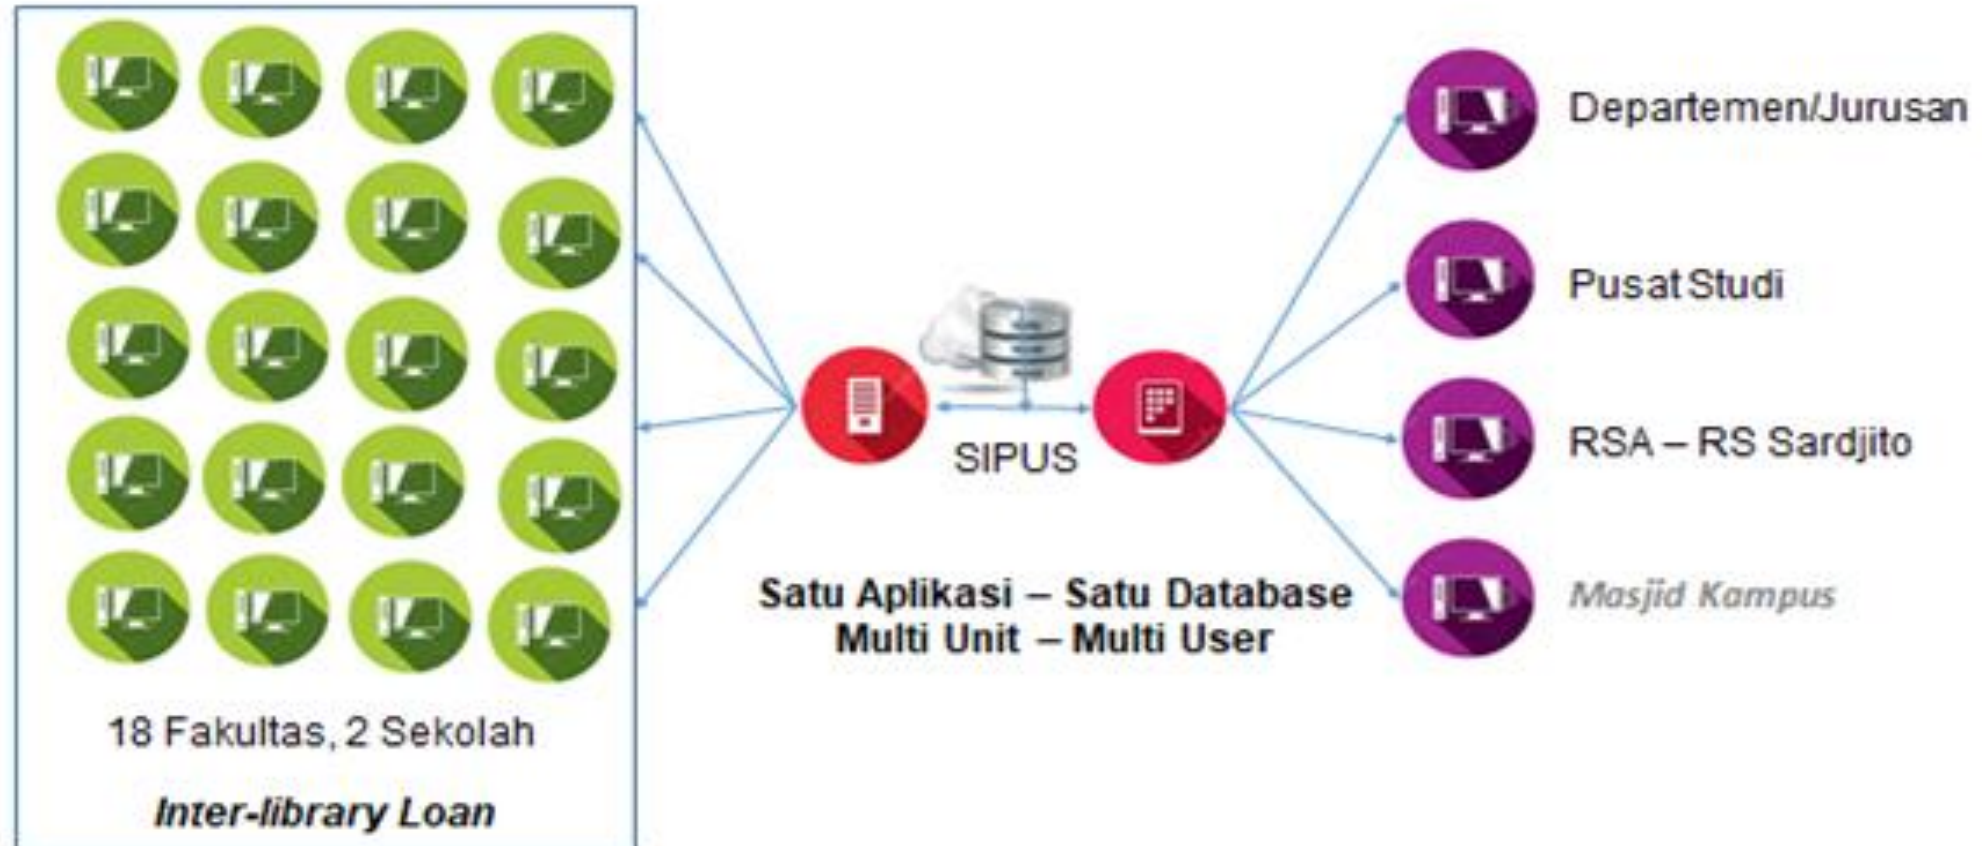 18 Fakultas, 2 Sekolah
Inter-library Loan
SIPUS
Satu Aplikasi – Satu Database
Multi Unit – Multi User
Departemen/Jurusan
Pusat Studi
RSA – RS Sardjito
Masjid Kampus